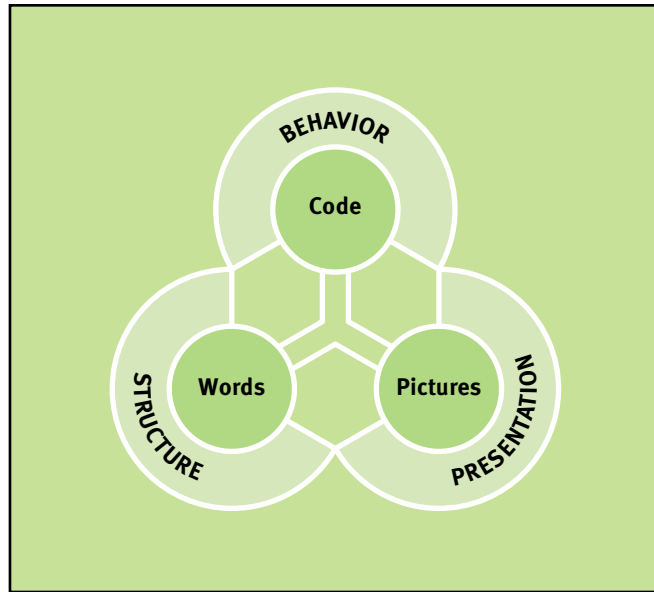 BEHAVIOR
Code
STRUCTURE
Words
Pictures
PRESENTATION